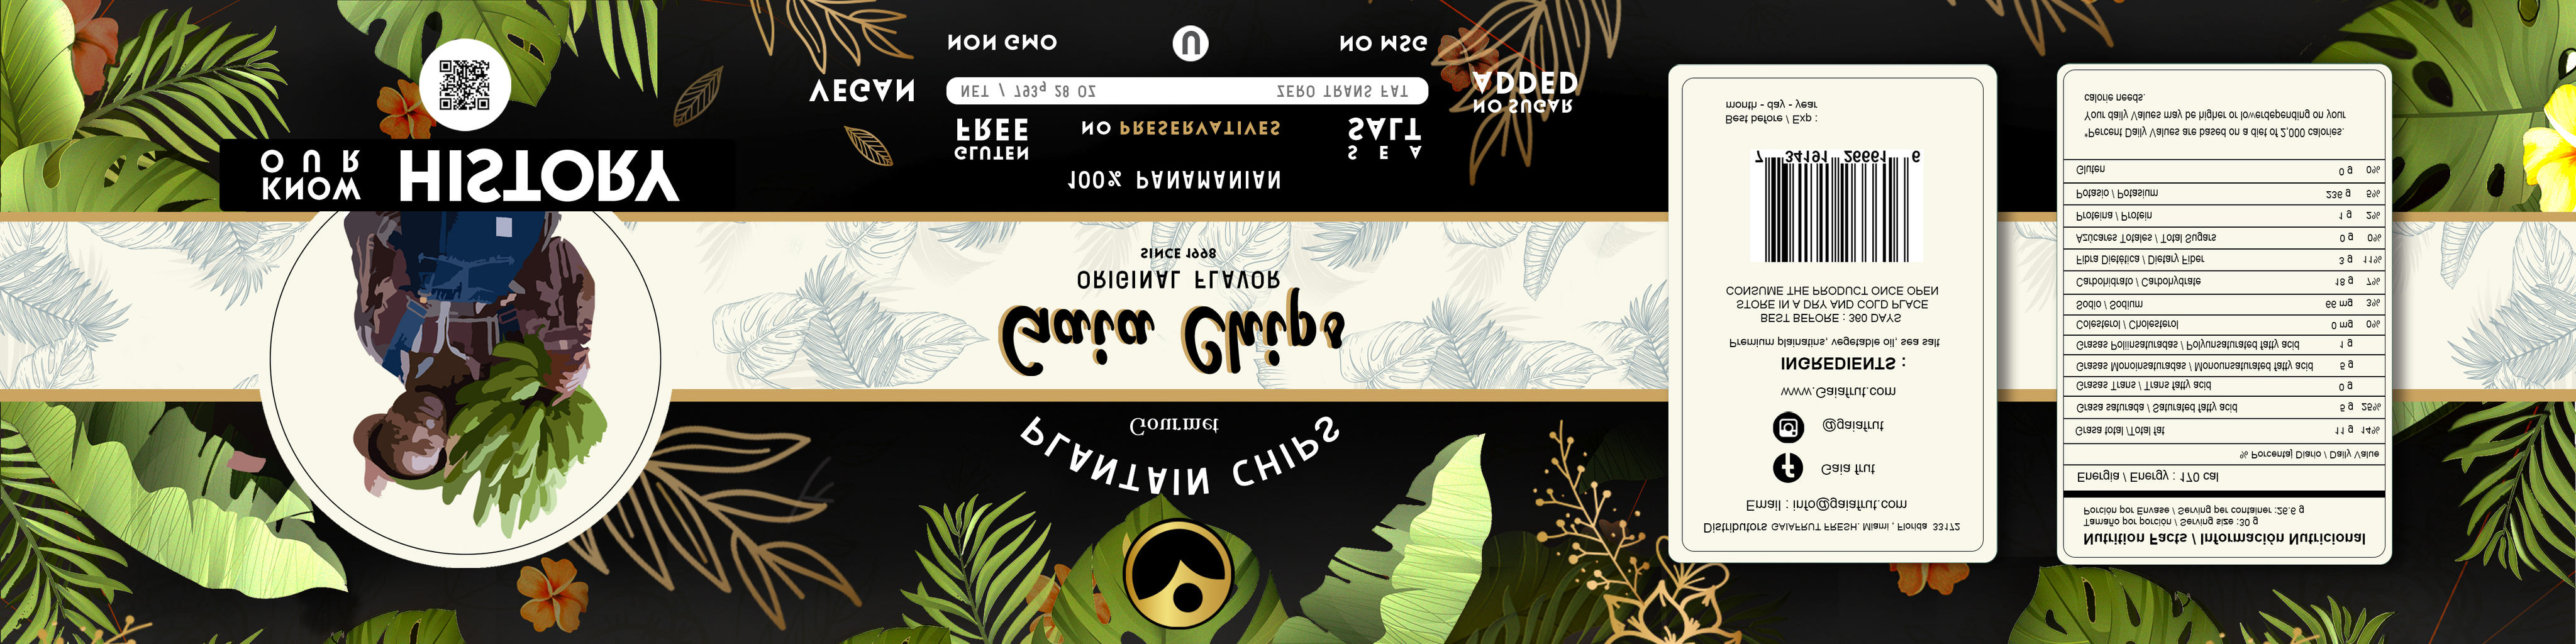 KNOW
OUR
HISTORY
PLANTAIN CHIPS
Gourmet
Gaia Chips
ORIGINAL FLAVOR
SINCE 1998
100% PANAMANIAN
GLUTEN
FREE
NO PRESERVATIVES
SEA
SALT
VEGAN
NET / 793g 28 OZ
ZERO TRANS FAT
NO SUGAR
ADDED
NON GMO
U
NO MSG
Distributors GAIAFRUT FRESH. Miami, Florida 33172
Email : info@gaiafrut.com
Gaia frut
@gaiafrut
www.Gaiafrut.com
INGREDIENTS :
Premium plainatins, vegetable oil, sea salt
BEST BEFORE : 360 DAYS
STORE IN A DRY AND COLD PLACE
CONSUME THE PRODUCT ONCE OPEN
7 34191 26661 6
Best before / Exp :
month - day - year
Nutrition Facts / Información Nutricional
Tamaño por porción / Serving size :30 g
Porción por Envase / Serving per container :26.6 g
Energia / Energy : 170 cal
% Porcentaj Diario / Daily Value
Grasa total /Total fat 11 g 14%
Grasa saturada / Saturated fatty acid 5 g 25%
Grasas Trans / Trans fatty acid 0 g
Grasas Monoinsaturadas / Monounsaturated fatty acid 5 g
Grasas Poliinsaturadas / Polyunsaturated fatty acid 1 g
Colesterol / Cholesterol 0 mg 0%
Sodio / Sodium 66 mg 3%
Carbohidrato / Carbohydrate 18 g 7%
Fibra Dietética / Dietary Fiber 3 g 11%
Azúcares Totales / Total Sugars 0 g 0%
Proteina / Protein 1 g 2%
Potasio / Potasium 236 g 6%
Gluten 0 g 0%
*Percent Daily Values are based on a diet of 2,000 calories.
Your daily Values may be higher or lowerdepending on your
calorie needs.